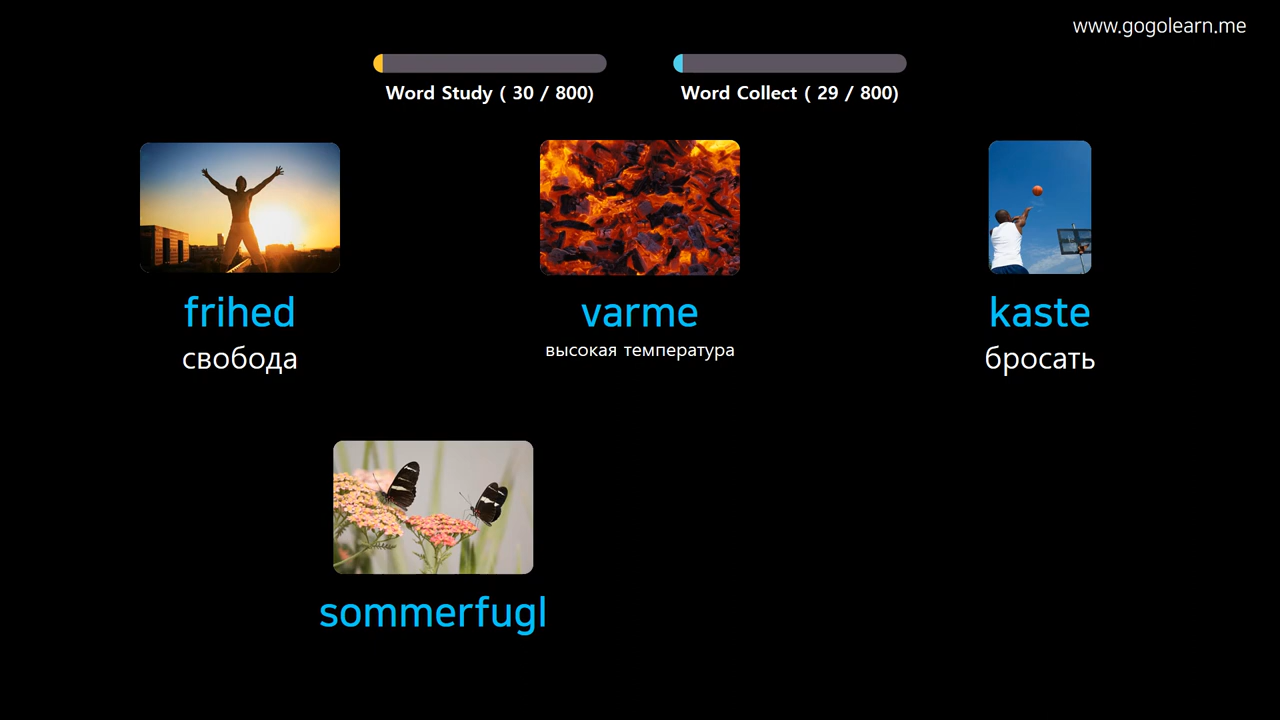 www.gogolearn.me
Word Study ( 30 / 800)
Word Collect ( 29 / 800)
frihed
свобода
varme
высокая температура
kaste
бросать
sommerfugl